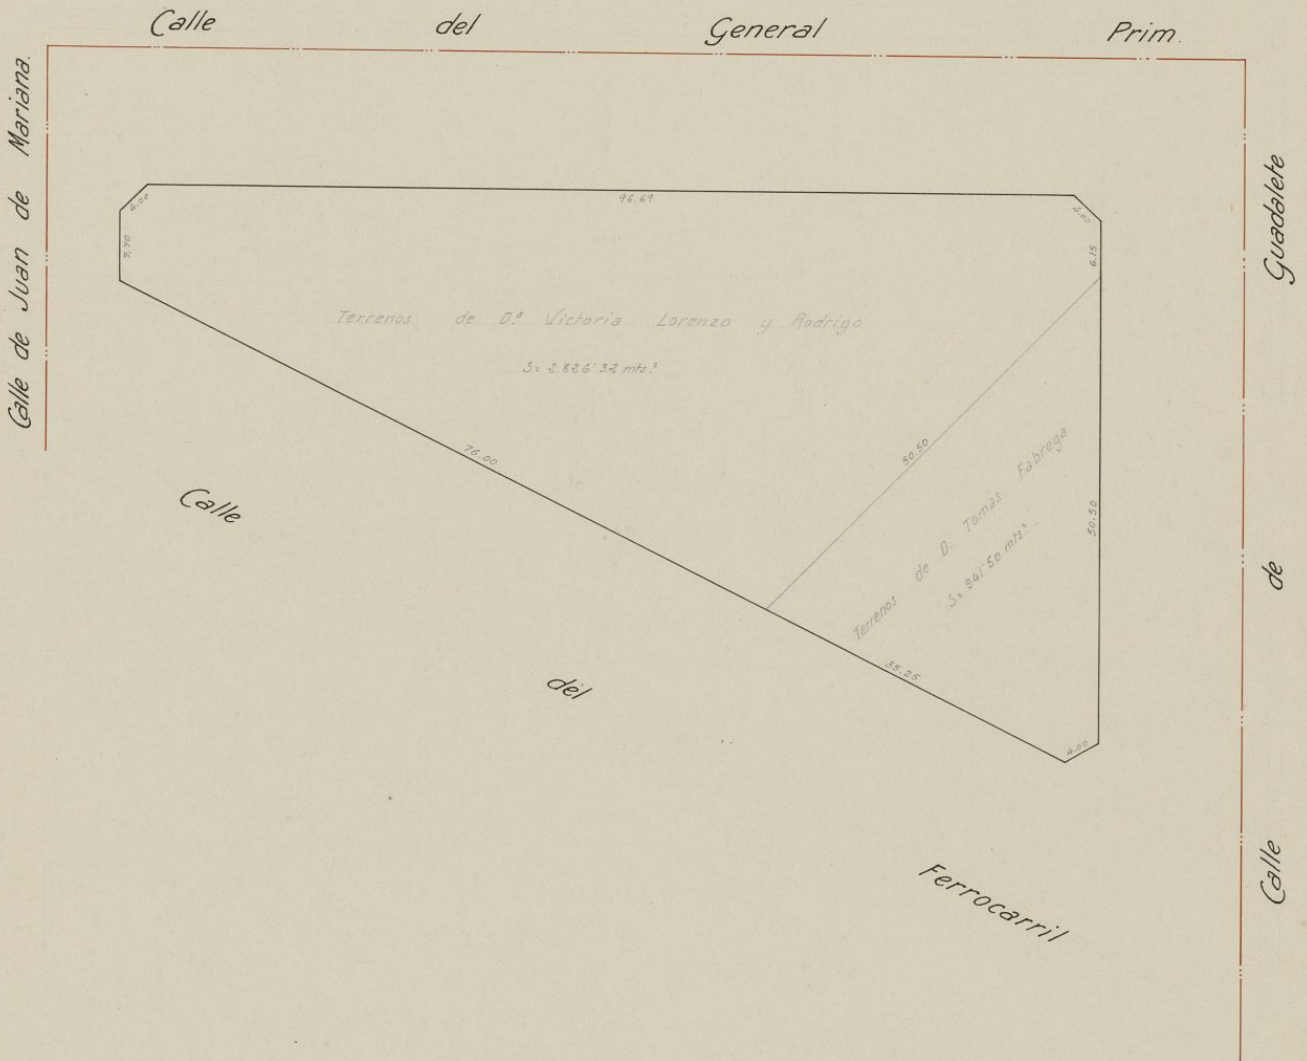 Calle del General Prim.
Calle de Juan de Mariana.
Calle de Guadalete
4.00
96.69
4.00
7.70
6.15
Terrenos de D.ª Victoria Lorenzo y Rodrigo
S= 2.826'32 mts.²
76.00
50.50
Terrenos de D. Tomas Fabrega
S= 941'50 mts.²
50.50
35.25
4.00
Calle del Ferrocarril